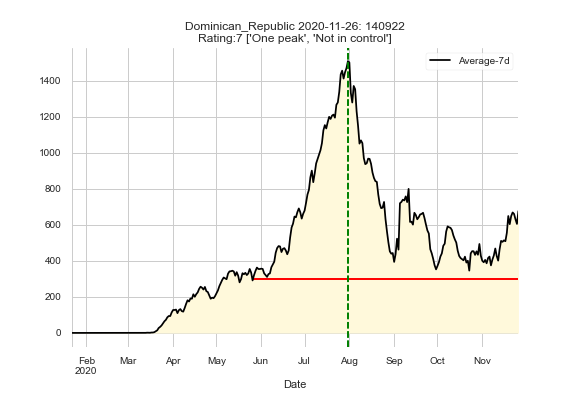 Dominican_Republic 2020-11-26: 140922
Rating:7 ['One peak', 'Not in control']
Average-7d
1400
1200
1000
800
600
400
200
0
Feb Mar Apr May Jun Jul Aug Sep Oct Nov
2020
Date